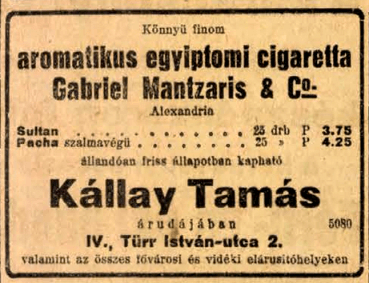 Könnyü finom
aromatikus egyiptomi cigaretta
Gabriel Mantzaris & Co.
Alexandria
Sultan . . . . . . . . . . . 25 drb P 3.75
Pacha szalmavégü . . . . . . . 25 » P 4.25
állandóan friss állapotban kapható
Kállay Tamás
árudájában 5080
IV., Türr István-utca 2.
valamint az összes fővárosi és vidéki elárusítóhelyeken